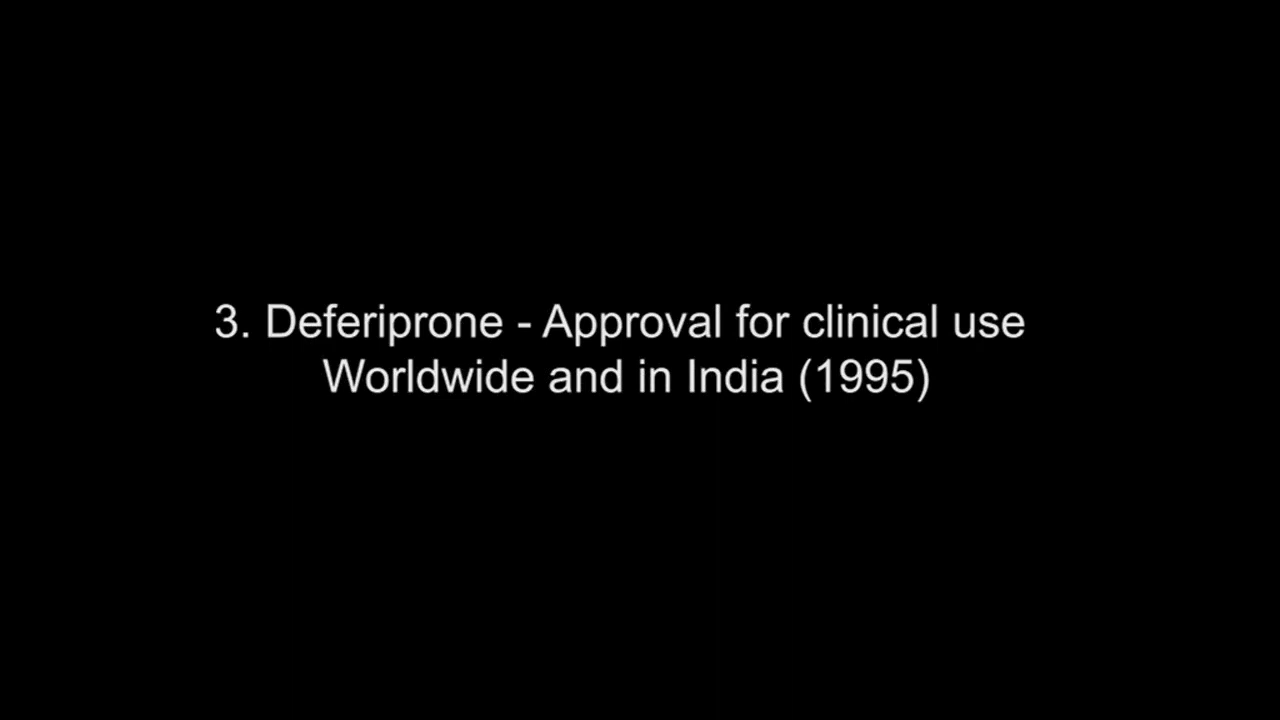 3. Deferiprone - Approval for clinical use
Worldwide and in India (1995)